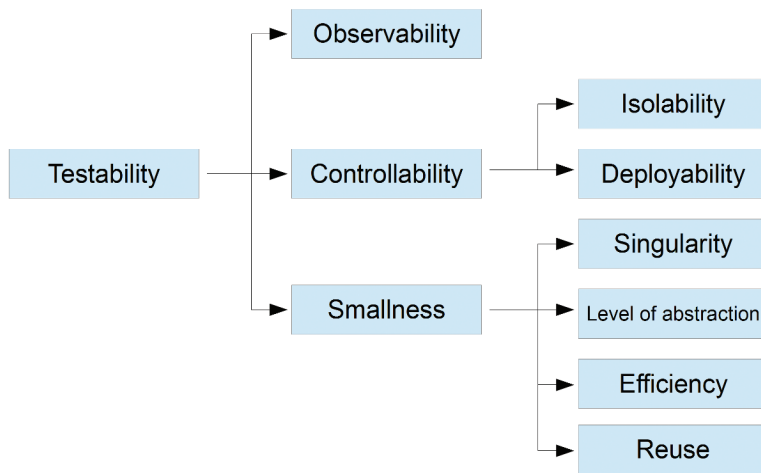 Observability
Isolability
Testability
Controllability
Deployability
Singularity
Smallness
Level of abstraction
Efficiency
Reuse